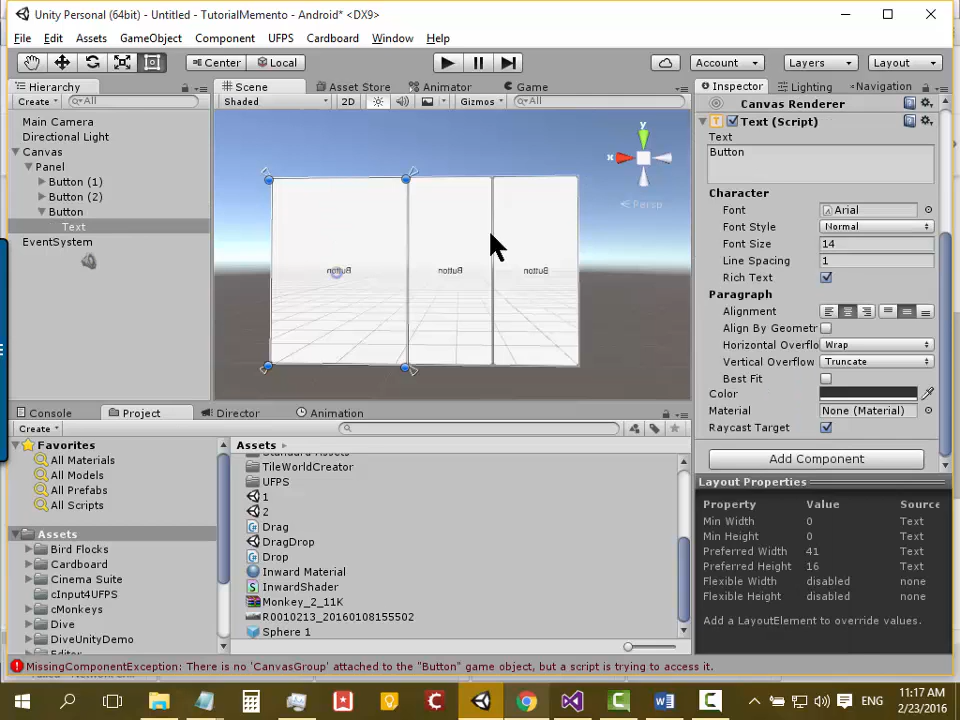 Unity Personal (64bit) - Untitled - TutorialMemento - Android* <DX9>
File Edit Assets GameObject Component UFPS Cardboard Window Help
Center Local Account Layers Layout
Hierarchy
Create All
Main Camera
Directional Light
Canvas
Panel
Button (1)
Button (2)
Button
Text
EventSystem
Scene Asset Store Animator Game
Shaded 2D Gizmos All
y
x
Persp
Button Button Button
Inspector Lighting Navigation
Canvas Renderer
Text (Script)
Text
Button
Character
Font Arial
Font Style Normal
Font Size 14
Line Spacing 1
Rich Text
Paragraph
Alignment
Align By Geometr
Horizontal Overflo Wrap
Vertical Overflow Truncate
Best Fit
Color
Material None (Material)
Raycast Target
Add Component
Layout Properties
Property Value Source
Min Width 0 Text
Min Height 0 Text
Preferred Width 41 Text
Preferred Height 16 Text
Flexible Width disabled none
Flexible Height disabled none
Add a LayoutElement to override values.
Console Project Director Animation
Create
Favorites
All Materials
All Models
All Prefabs
All Scripts
Assets
Bird Flocks
Cardboard
Cinema Suite
cInput4UFPS
cMonkeys
Dive
DiveUnityDemo
Editor
Assets
Standard Assets
TileWorldCreator
UFPS
1
2
Drag
DragDrop
Drop
Inward Material
InwardShader
Monkey_2_11K
R0010213_20160108155502
Sphere 1
MissingComponentException: There is no 'CanvasGroup' attached to the "Button" game object, but a script is trying to access it.
ENG
11:17 AM
2/23/2016